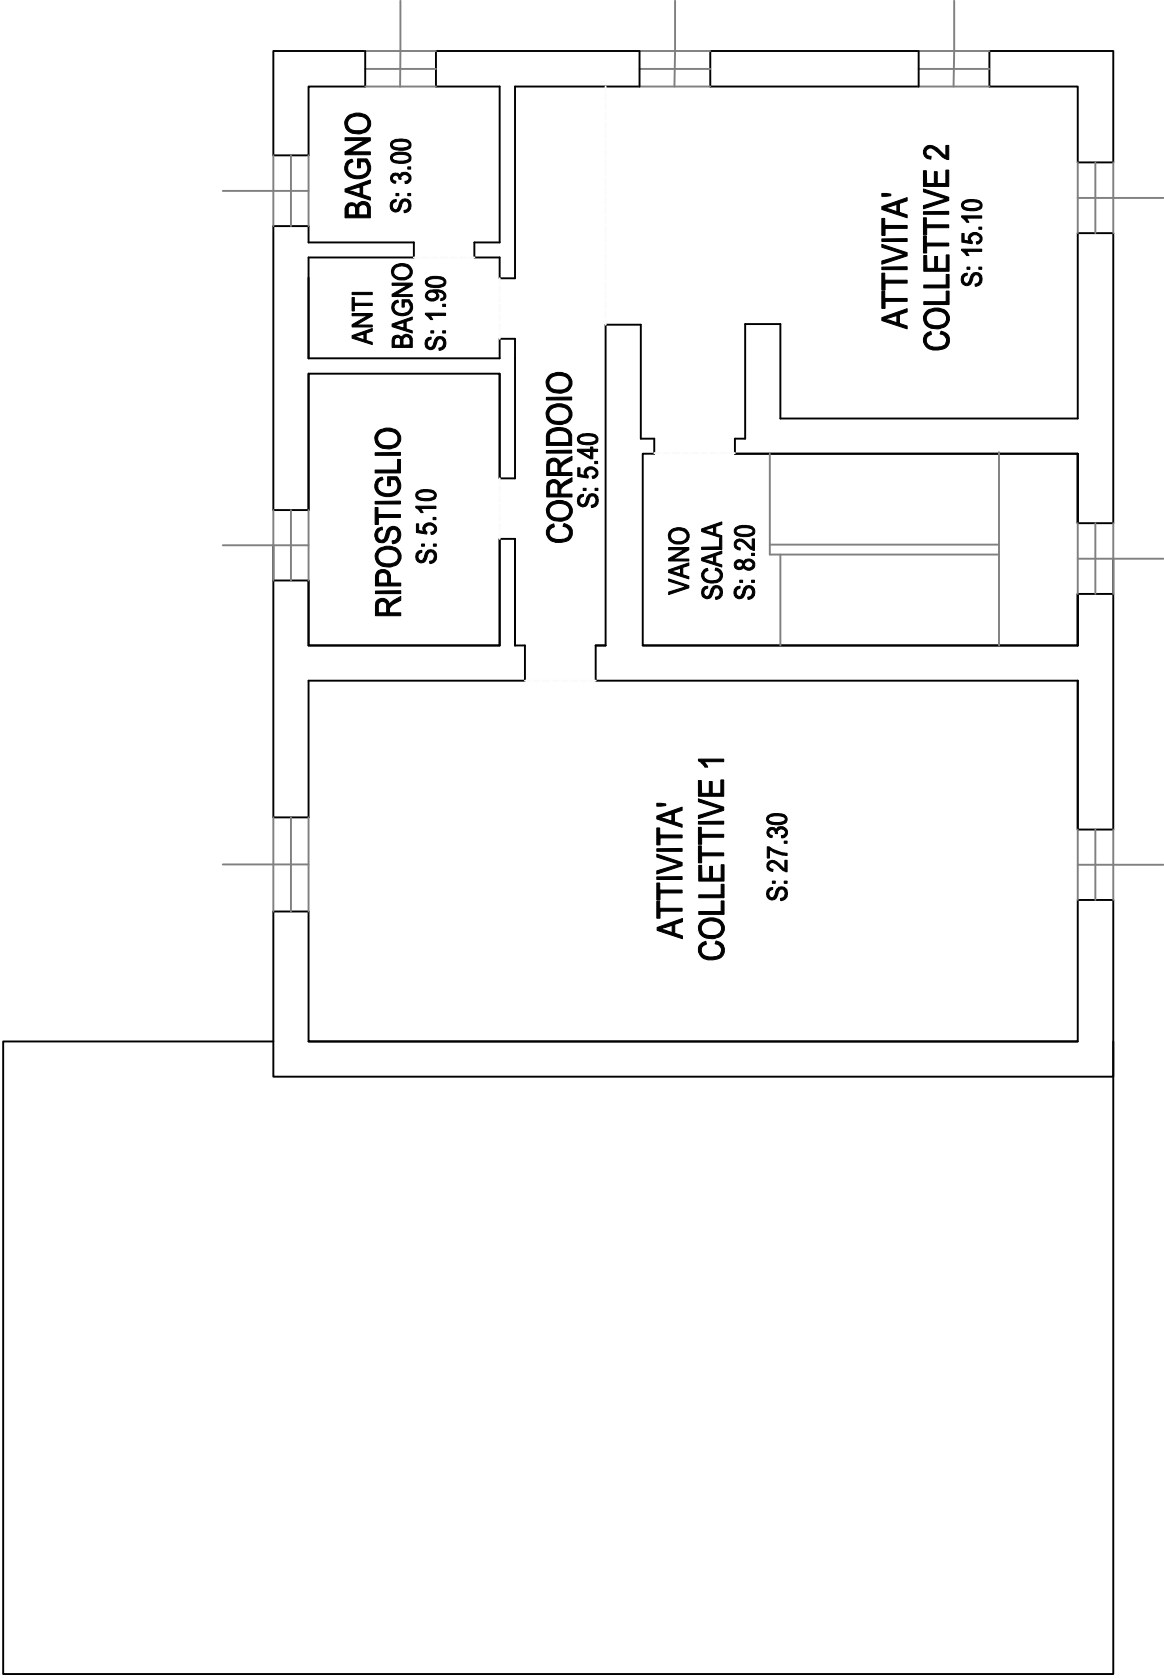 BAGNO
S: 3.00
ANTI
BAGNO
S: 1.90
RIPOSTIGLIO
S: 5.10
CORRIDOIO
S: 5.40
ATTIVITA'
COLLETTIVE 2
S: 15.10
VANO
SCALA
S: 8.20
ATTIVITA'
COLLETTIVE 1
S: 27.30